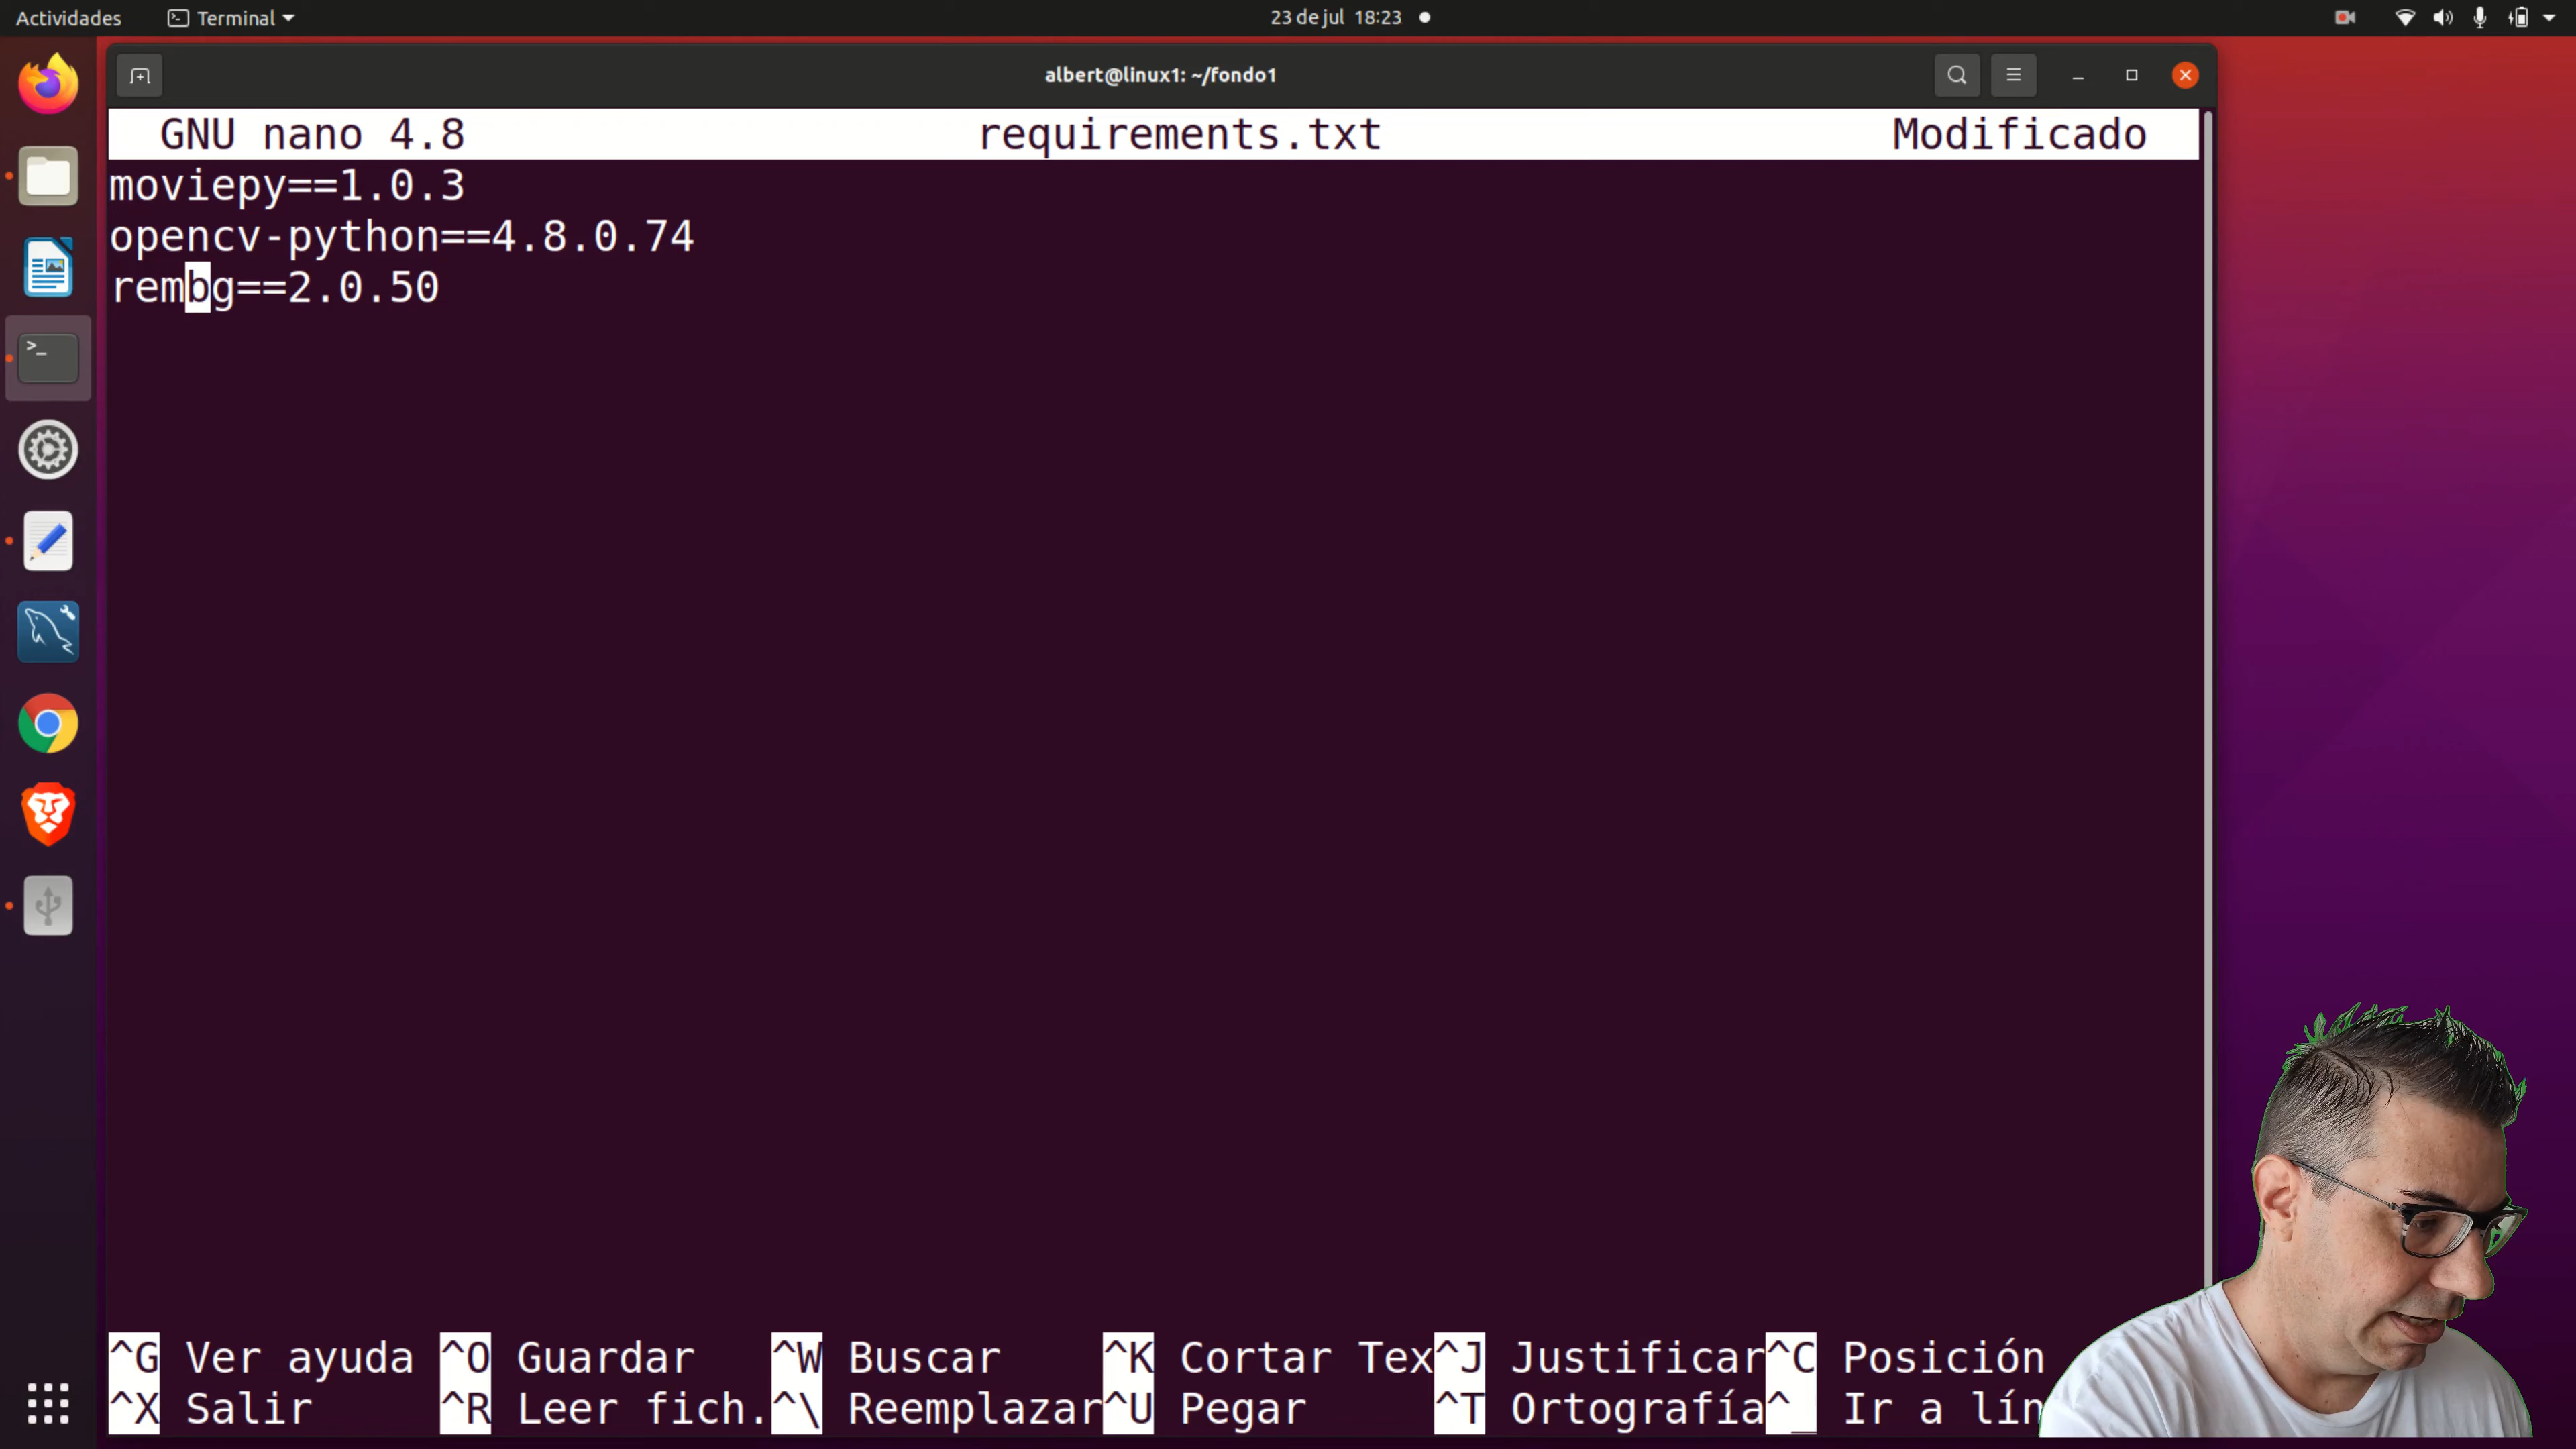 Actividades Terminal 23 de jul 18:23
albert@linux1: ~/fondo1
GNU nano 4.8 requirements.txt Modificado
moviepy==1.0.3
opencv-python==4.8.0.74
rembg==2.0.50
^G Ver ayuda ^O Guardar ^W Buscar ^K Cortar Tex ^J Justificar ^C Posición
^X Salir ^R Leer fich. ^\ Reemplazar ^U Pegar ^T Ortografía ^_ Ir a lín